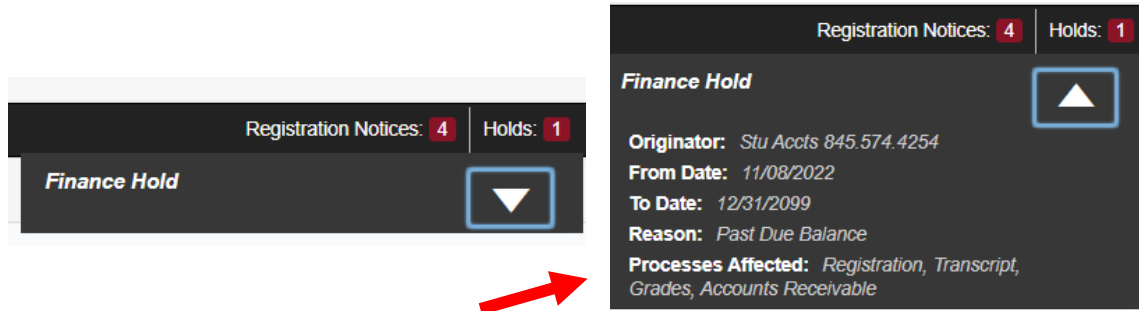 Registration Notices: 4 Holds: 1
Finance Hold
Registration Notices: 4 Holds: 1
Finance Hold
Originator: Stu Accts 845.574.4254
From Date: 11/08/2022
To Date: 12/31/2099
Reason: Past Due Balance
Processes Affected: Registration, Transcript,
Grades, Accounts Receivable